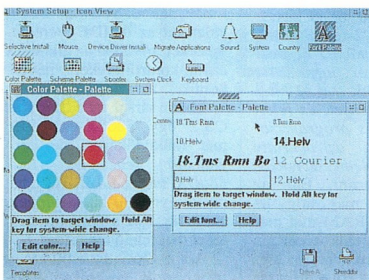 System Setup - Icon View
Selective Install Mouse Device Driver Install Migrate Applications Sound System Country Font Palette
Color Palette Scheme Palette Spooler System Clock Keyboard
Color Palette - Palette
Drag item to target window. Hold Alt
key for system-wide change.
Edit color... Help
Font Palette - Palette
10.Tms Rmn 8.Tms Rmn
10.Helv 14.Helv
18.Tms Rmn Bo 12 Courier
8.Helv 12 Helv
Drag item to target window. Hold Alt key for
system-wide change.
Edit font... Help
Templates Drive A Shredder